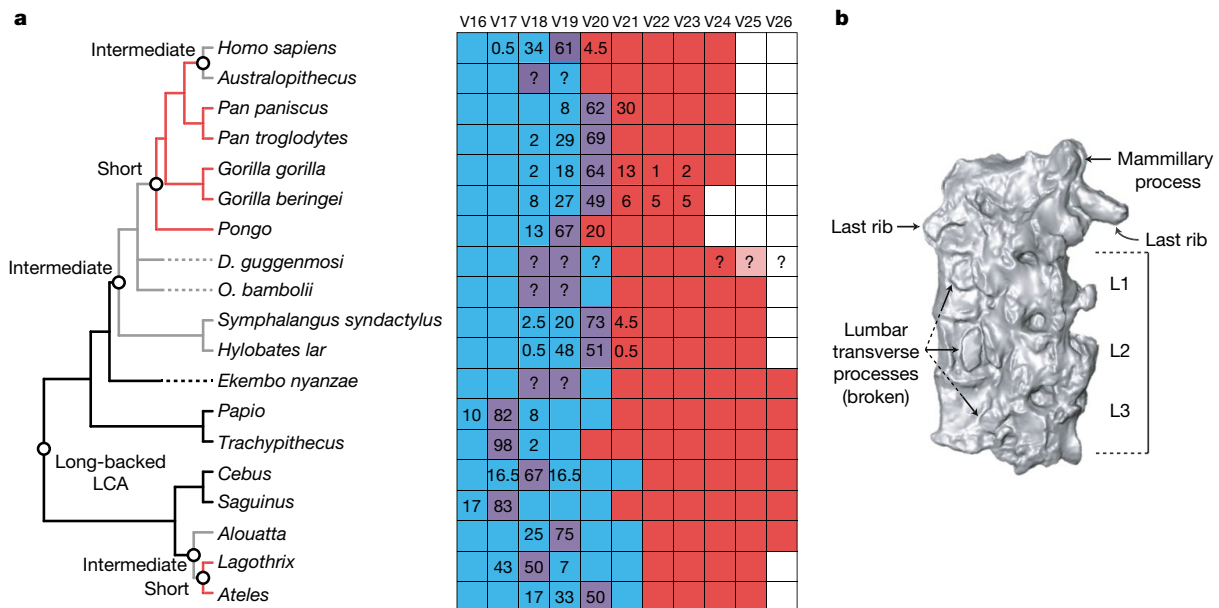 a
V16 V17 V18 V19 V20 V21 V22 V23 V24 V25 V26
Intermediate
Homo sapiens 0.5 34 61 4.5
Australopithecus ? ?
Pan paniscus 8 62 30
Pan troglodytes 2 29 69
Short
Gorilla gorilla 2 18 64 13 1 2
Gorilla beringei 8 27 49 6 5 5
Pongo 13 67 20
D. guggenmosi ? ? ? ? ? ?
Intermediate
O. bambolii ? ?
Symphalangus syndactylus 2.5 20 73 4.5
Hylobates lar 0.5 48 51 0.5
Ekembo nyanzae ? ?
Papio 10 82 8
Trachypithecus 98 2
Long-backed
LCA
Cebus 16.5 67 16.5
Saguinus 17 83
Alouatta 25 75
Intermediate
Lagothrix 43 50 7
Short
Ateles 17 33 50
b
Mammillary
process
Last rib
Last rib
L1
Lumbar
transverse
processes
(broken)
L2
L3